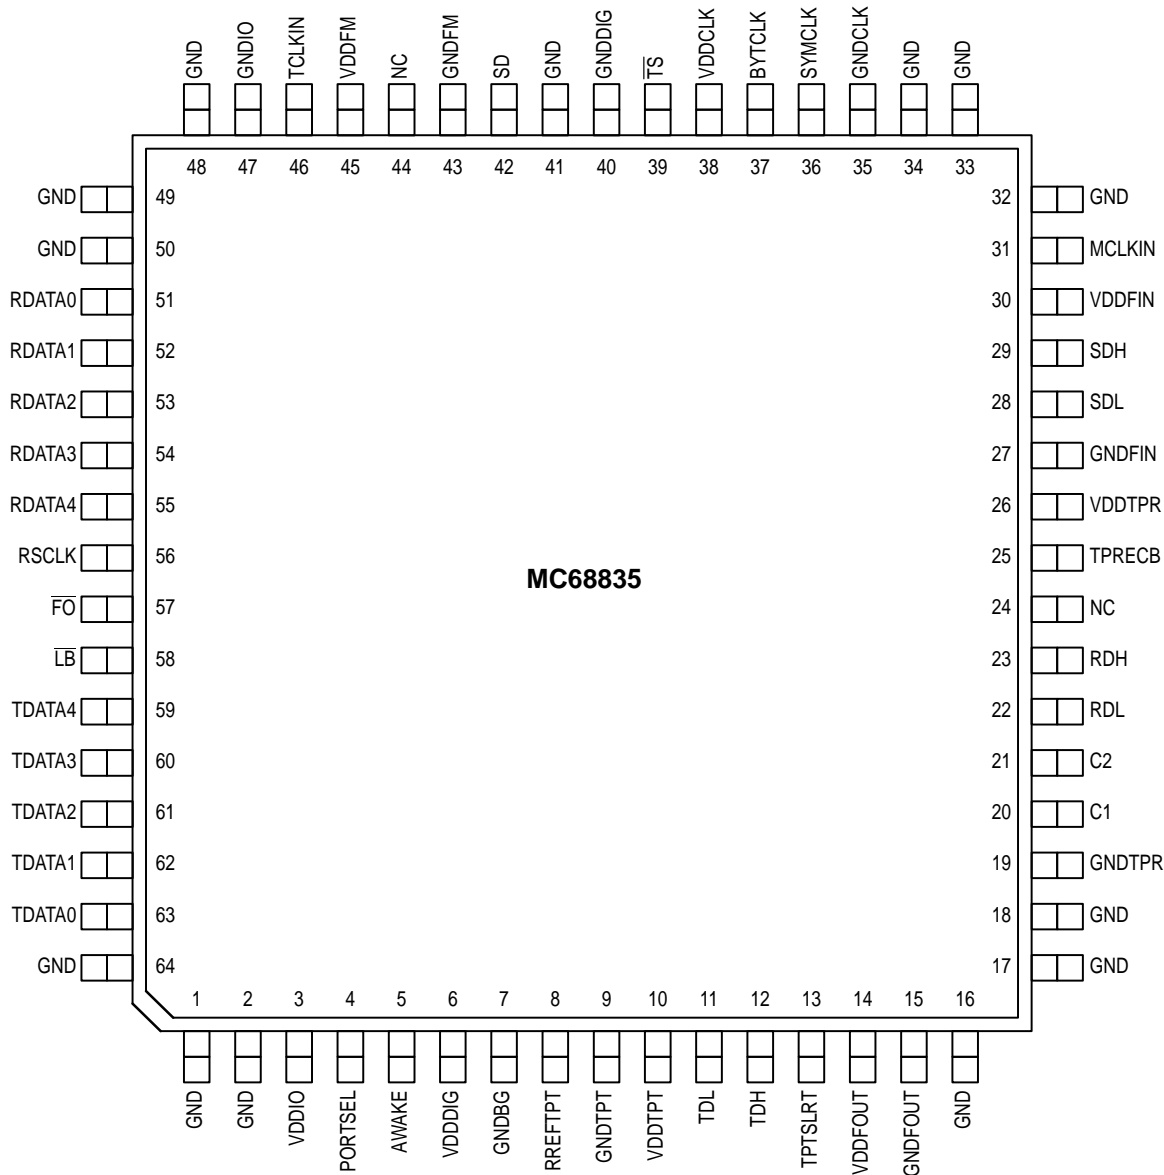 GND GNDIO TCLKIN VDDFM NC GNDFM SD GND GNDDIG T̅S̅ VDDCLK BYTCLK SYMCLK GNDCLK GND GND
48 47 46 45 44 43 42 41 40 39 38 37 36 35 34 33
GND 49 32 GND
GND 50 31 MCLKIN
RDATA0 51 30 VDDFIN
RDATA1 52 29 SDH
RDATA2 53 28 SDL
RDATA3 54 27 GNDFIN
RDATA4 55 26 VDDTPR
RSCLK 56 25 TPRECB
MC68835
F̅O̅ 57 24 NC
L̅B̅ 58 23 RDH
TDATA4 59 22 RDL
TDATA3 60 21 C2
TDATA2 61 20 C1
TDATA1 62 19 GNDTPR
TDATA0 63 18 GND
GND 64 17 GND
1 2 3 4 5 6 7 8 9 10 11 12 13 14 15 16
GND GND VDDIO PORTSEL AWAKE VDDDIG GNDBG RREFTPT GNDTPT VDDTPT TDL TDH TPTSLRT VDDFOUT GNDFOUT GND